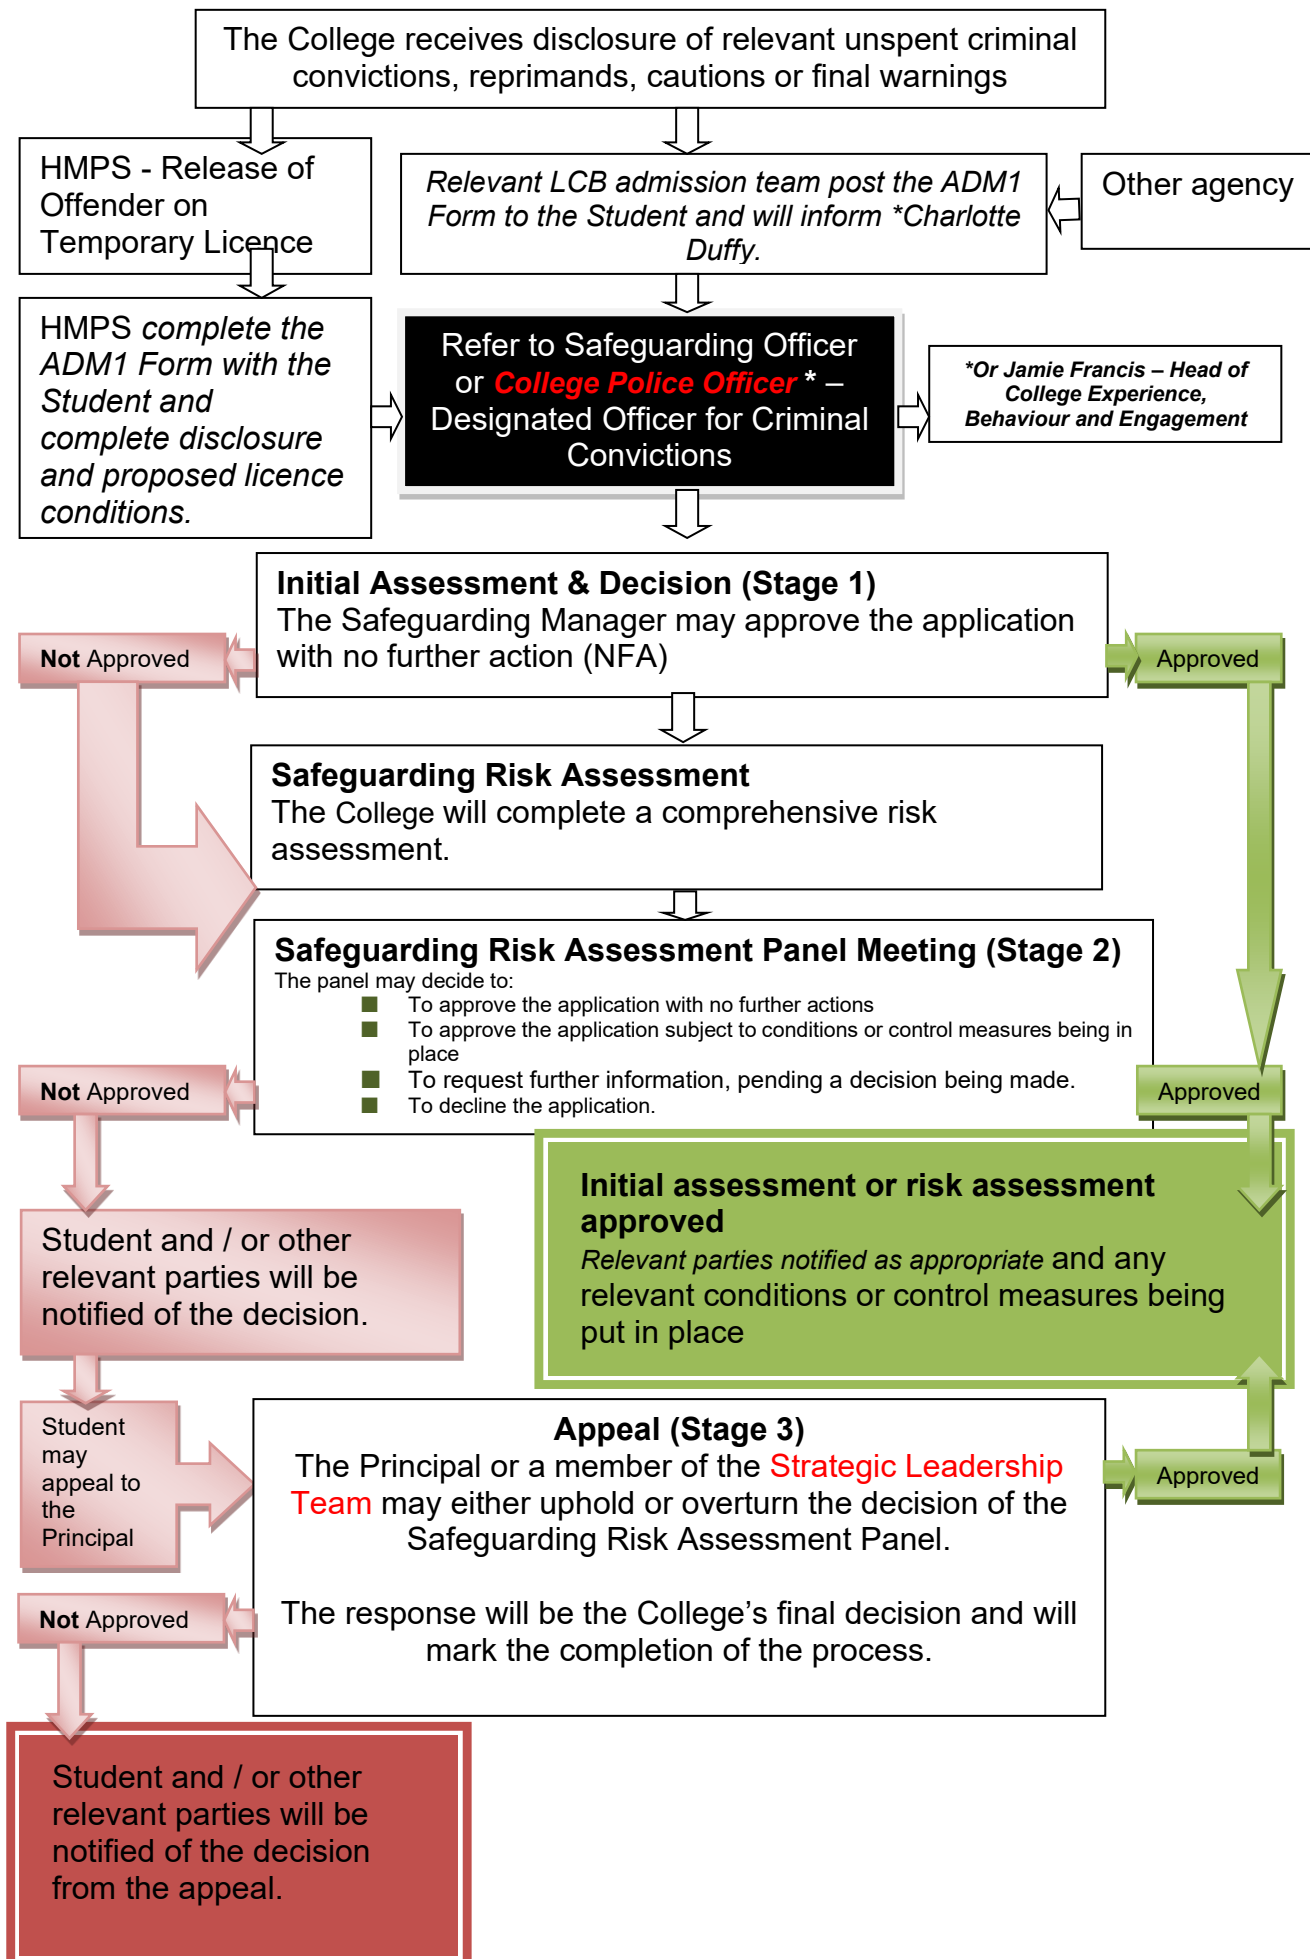 The College receives disclosure of relevant unspent criminal
convictions, reprimands, cautions or final warnings
HMPS - Release of
Offender on
Temporary Licence
Relevant LCB admission team post the ADM1
Form to the Student and will inform *Charlotte
Duffy.
Other agency
HMPS complete the
ADM1 Form with the
Student and
complete disclosure
and proposed licence
conditions.
Refer to Safeguarding Officer
or College Police Officer * –
Designated Officer for Criminal
Convictions
*Or Jamie Francis – Head of
College Experience,
Behaviour and Engagement
Initial Assessment & Decision (Stage 1)
The Safeguarding Manager may approve the application
with no further action (NFA)
Not Approved
Approved
Safeguarding Risk Assessment
The College will complete a comprehensive risk
assessment.
Safeguarding Risk Assessment Panel Meeting (Stage 2)
The panel may decide to:
To approve the application with no further actions
To approve the application subject to conditions or control measures being in
place
To request further information, pending a decision being made.
To decline the application.
Not Approved
Approved
Initial assessment or risk assessment
approved
Relevant parties notified as appropriate and any
relevant conditions or control measures being
put in place
Student and / or other
relevant parties will be
notified of the decision.
Student
may
appeal to
the
Principal
Appeal (Stage 3)
The Principal or a member of the Strategic Leadership
Team may either uphold or overturn the decision of the
Safeguarding Risk Assessment Panel.
The response will be the College’s final decision and will
mark the completion of the process.
Approved
Not Approved
Student and / or other
relevant parties will be
notified of the decision
from the appeal.